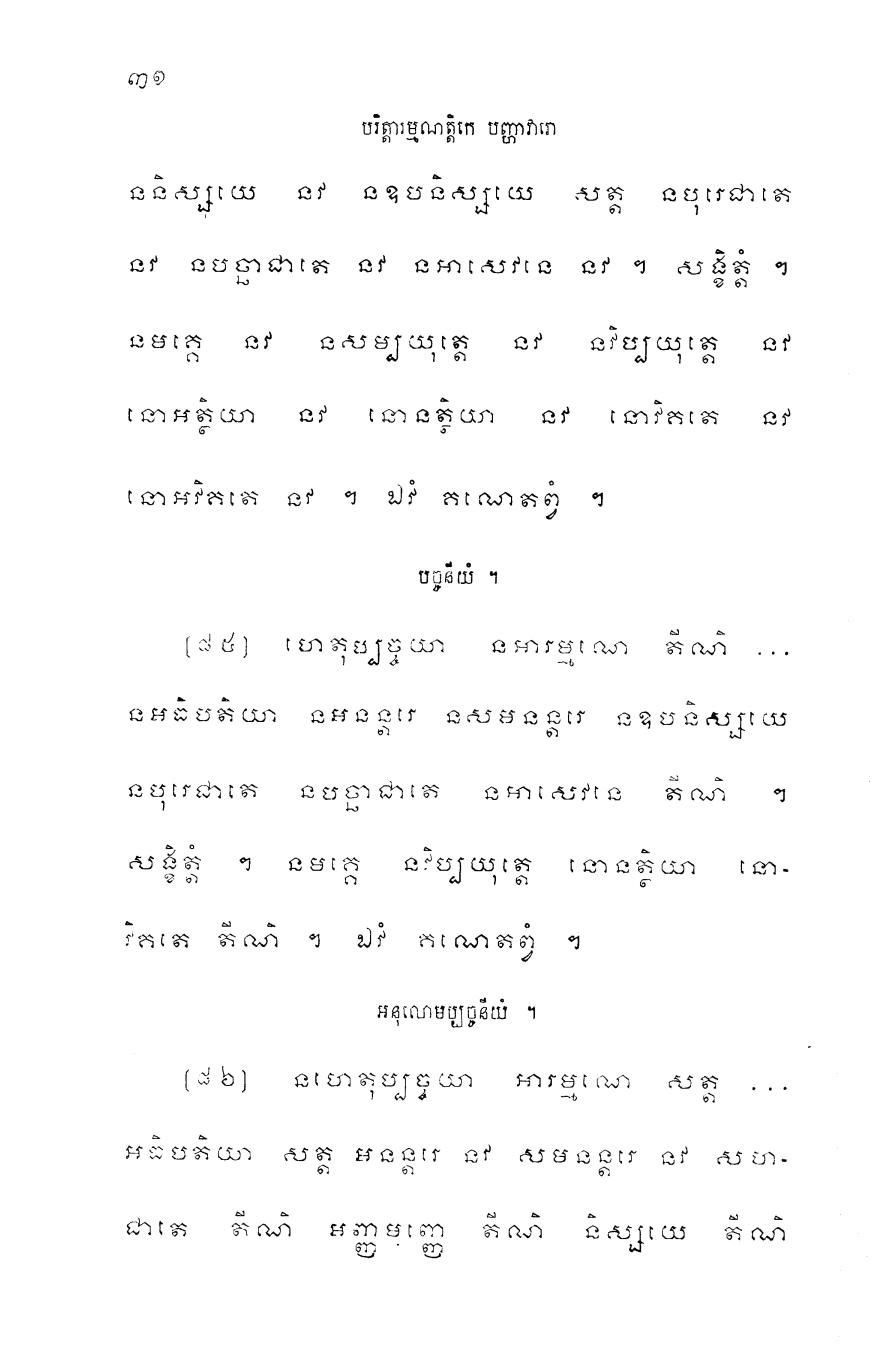 ៣១
បរិត្តារម្មណត្តិកេ បញ្ហាវារោ
ននិស្សយេ នវ នឧបនិស្សយេ សត្ត នបុរេជាតេ
នវ នបច្ឆាជាតេ នវ នអាសេវនេ នវ ។ សង្ខិត្តំ ។
នមគ្គេ នវ នសម្បយុត្តេ នវ នវិប្បយុត្តេ នវ
នោអត្ថិយា នវ នោនត្ថិយា នវ នោវិគតេ នវ
នោអវិគតេ នវ ។ ឯវំ គណេតព្វំ ។
បច្ចនីយំ ។
[៨៥] ហេតុប្បច្ចយា នអារម្មណេ តីណិ ...
នអធិបតិយា នអនន្តរេ នសមនន្តរេ នឧបនិស្សយេ
នបុរេជាតេ នបច្ឆាជាតេ នអាសេវនេ តីណិ ។
សង្ខិត្តំ ។ នមគ្គេ នវិប្បយុត្តេ នោនត្ថិយា នោ-
វិគតេ តីណិ ។ ឯវំ គណេតព្វំ ។
អនុលោមប្បច្ចនីយំ ។
[៨៦] នហេតុប្បច្ចយា អារម្មណេ សត្ត ...
អធិបតិយា សត្ត អនន្តរេ នវ សមនន្តរេ នវ សហ-
ជាតេ តីណិ អញ្ញមញ្ញេ តីណិ និស្សយេ តីណិ